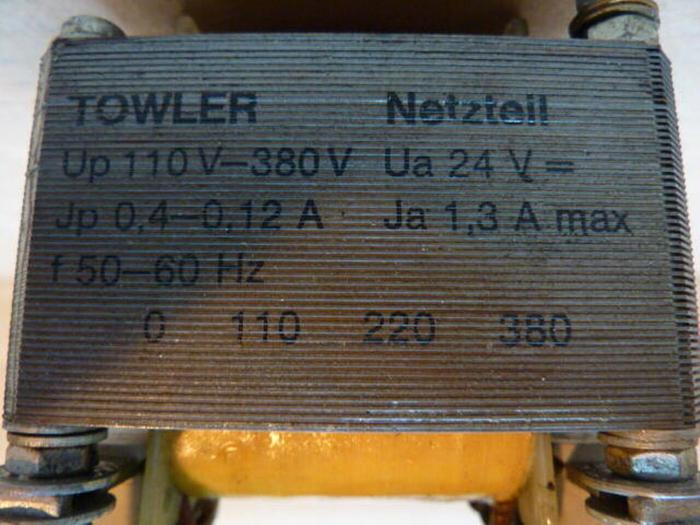 TOWLER Netzteil
Up 110 V–380 V Ua 24 V =
Jp 0,4–0,12 A Ja 1,3 A max
f 50–60 Hz
0 110 220 380